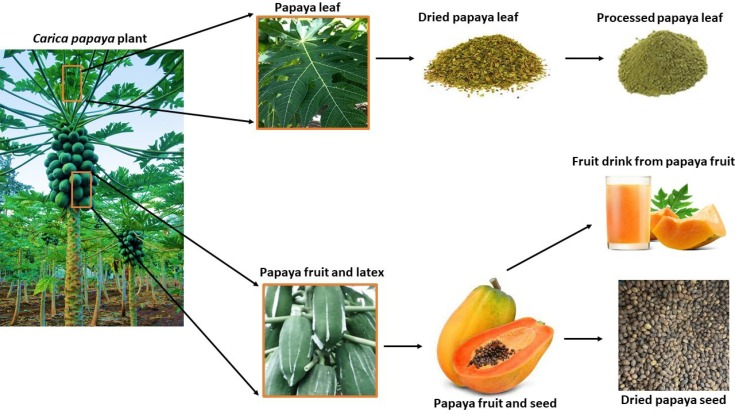 Carica papaya plant
Papaya leaf
Dried papaya leaf
Processed papaya leaf
Fruit drink from papaya fruit
Papaya fruit and latex
Papaya fruit and seed
Dried papaya seed